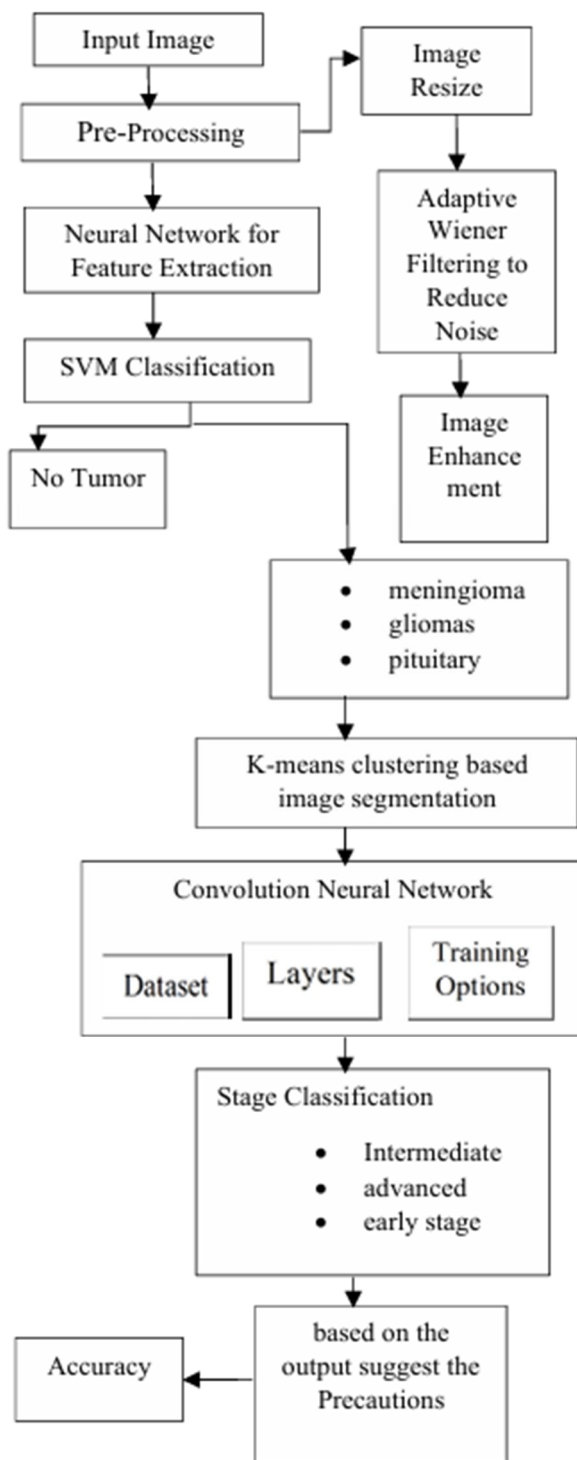 Input Image
Image
Resize
Pre-Processing
Adaptive
Wiener
Filtering to
Reduce
Noise
Neural Network for
Feature Extraction
SVM Classification
Image
Enhance
ment
No Tumor
• meningioma
• gliomas
• pituitary
K-means clustering based
image segmentation
Convolution Neural Network
Dataset
Layers
Training
Options
Stage Classification
• Intermediate
• advanced
• early stage
based on the
output suggest the
Precautions
Accuracy